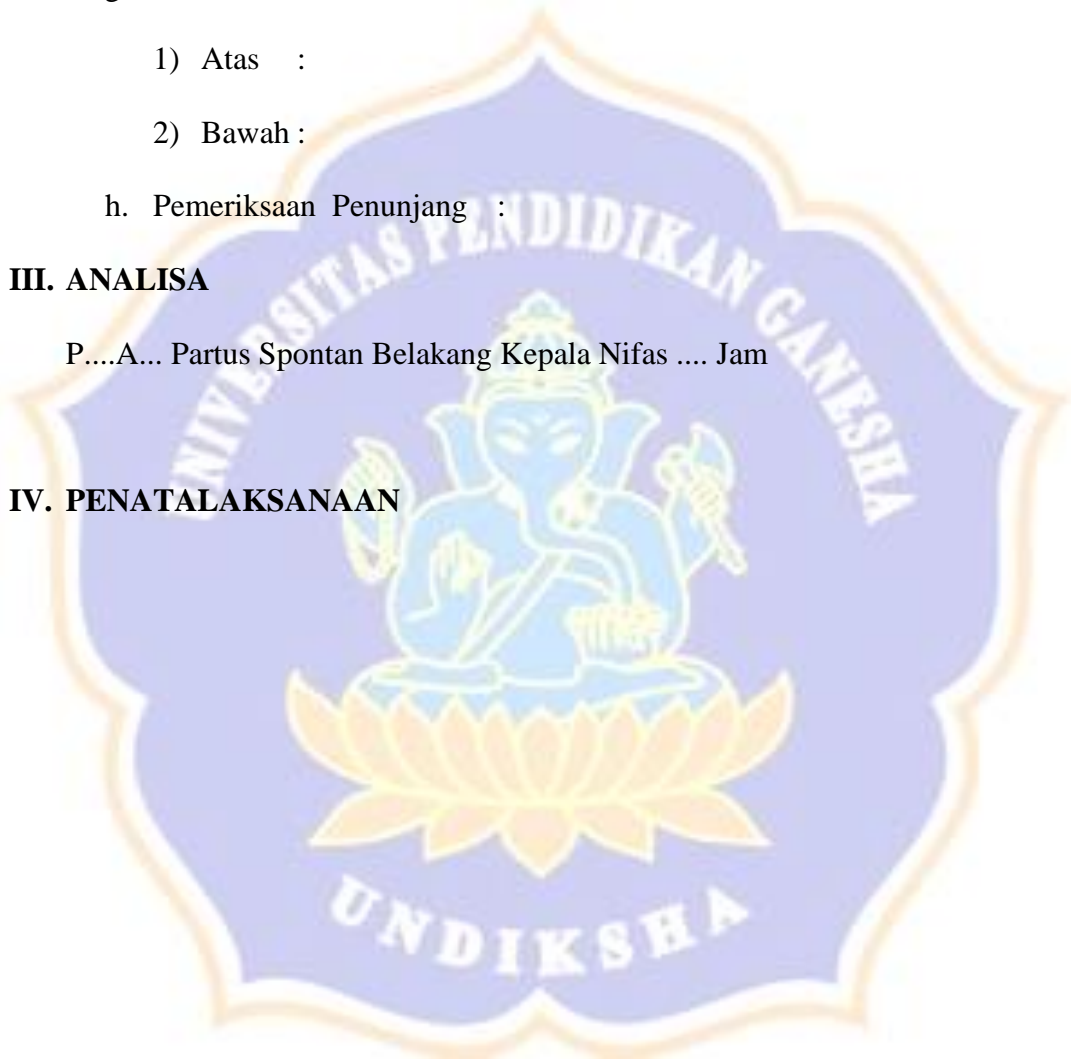 1) Atas :
2) Bawah :
h. Pemeriksaan Penunjang :
III. ANALISA
P....A... Partus Spontan Belakang Kepala Nifas .... Jam
IV. PENATALAKSANAAN
UNIVERSITAS PENDIDIKAN GANESHA
UNDIKSHA